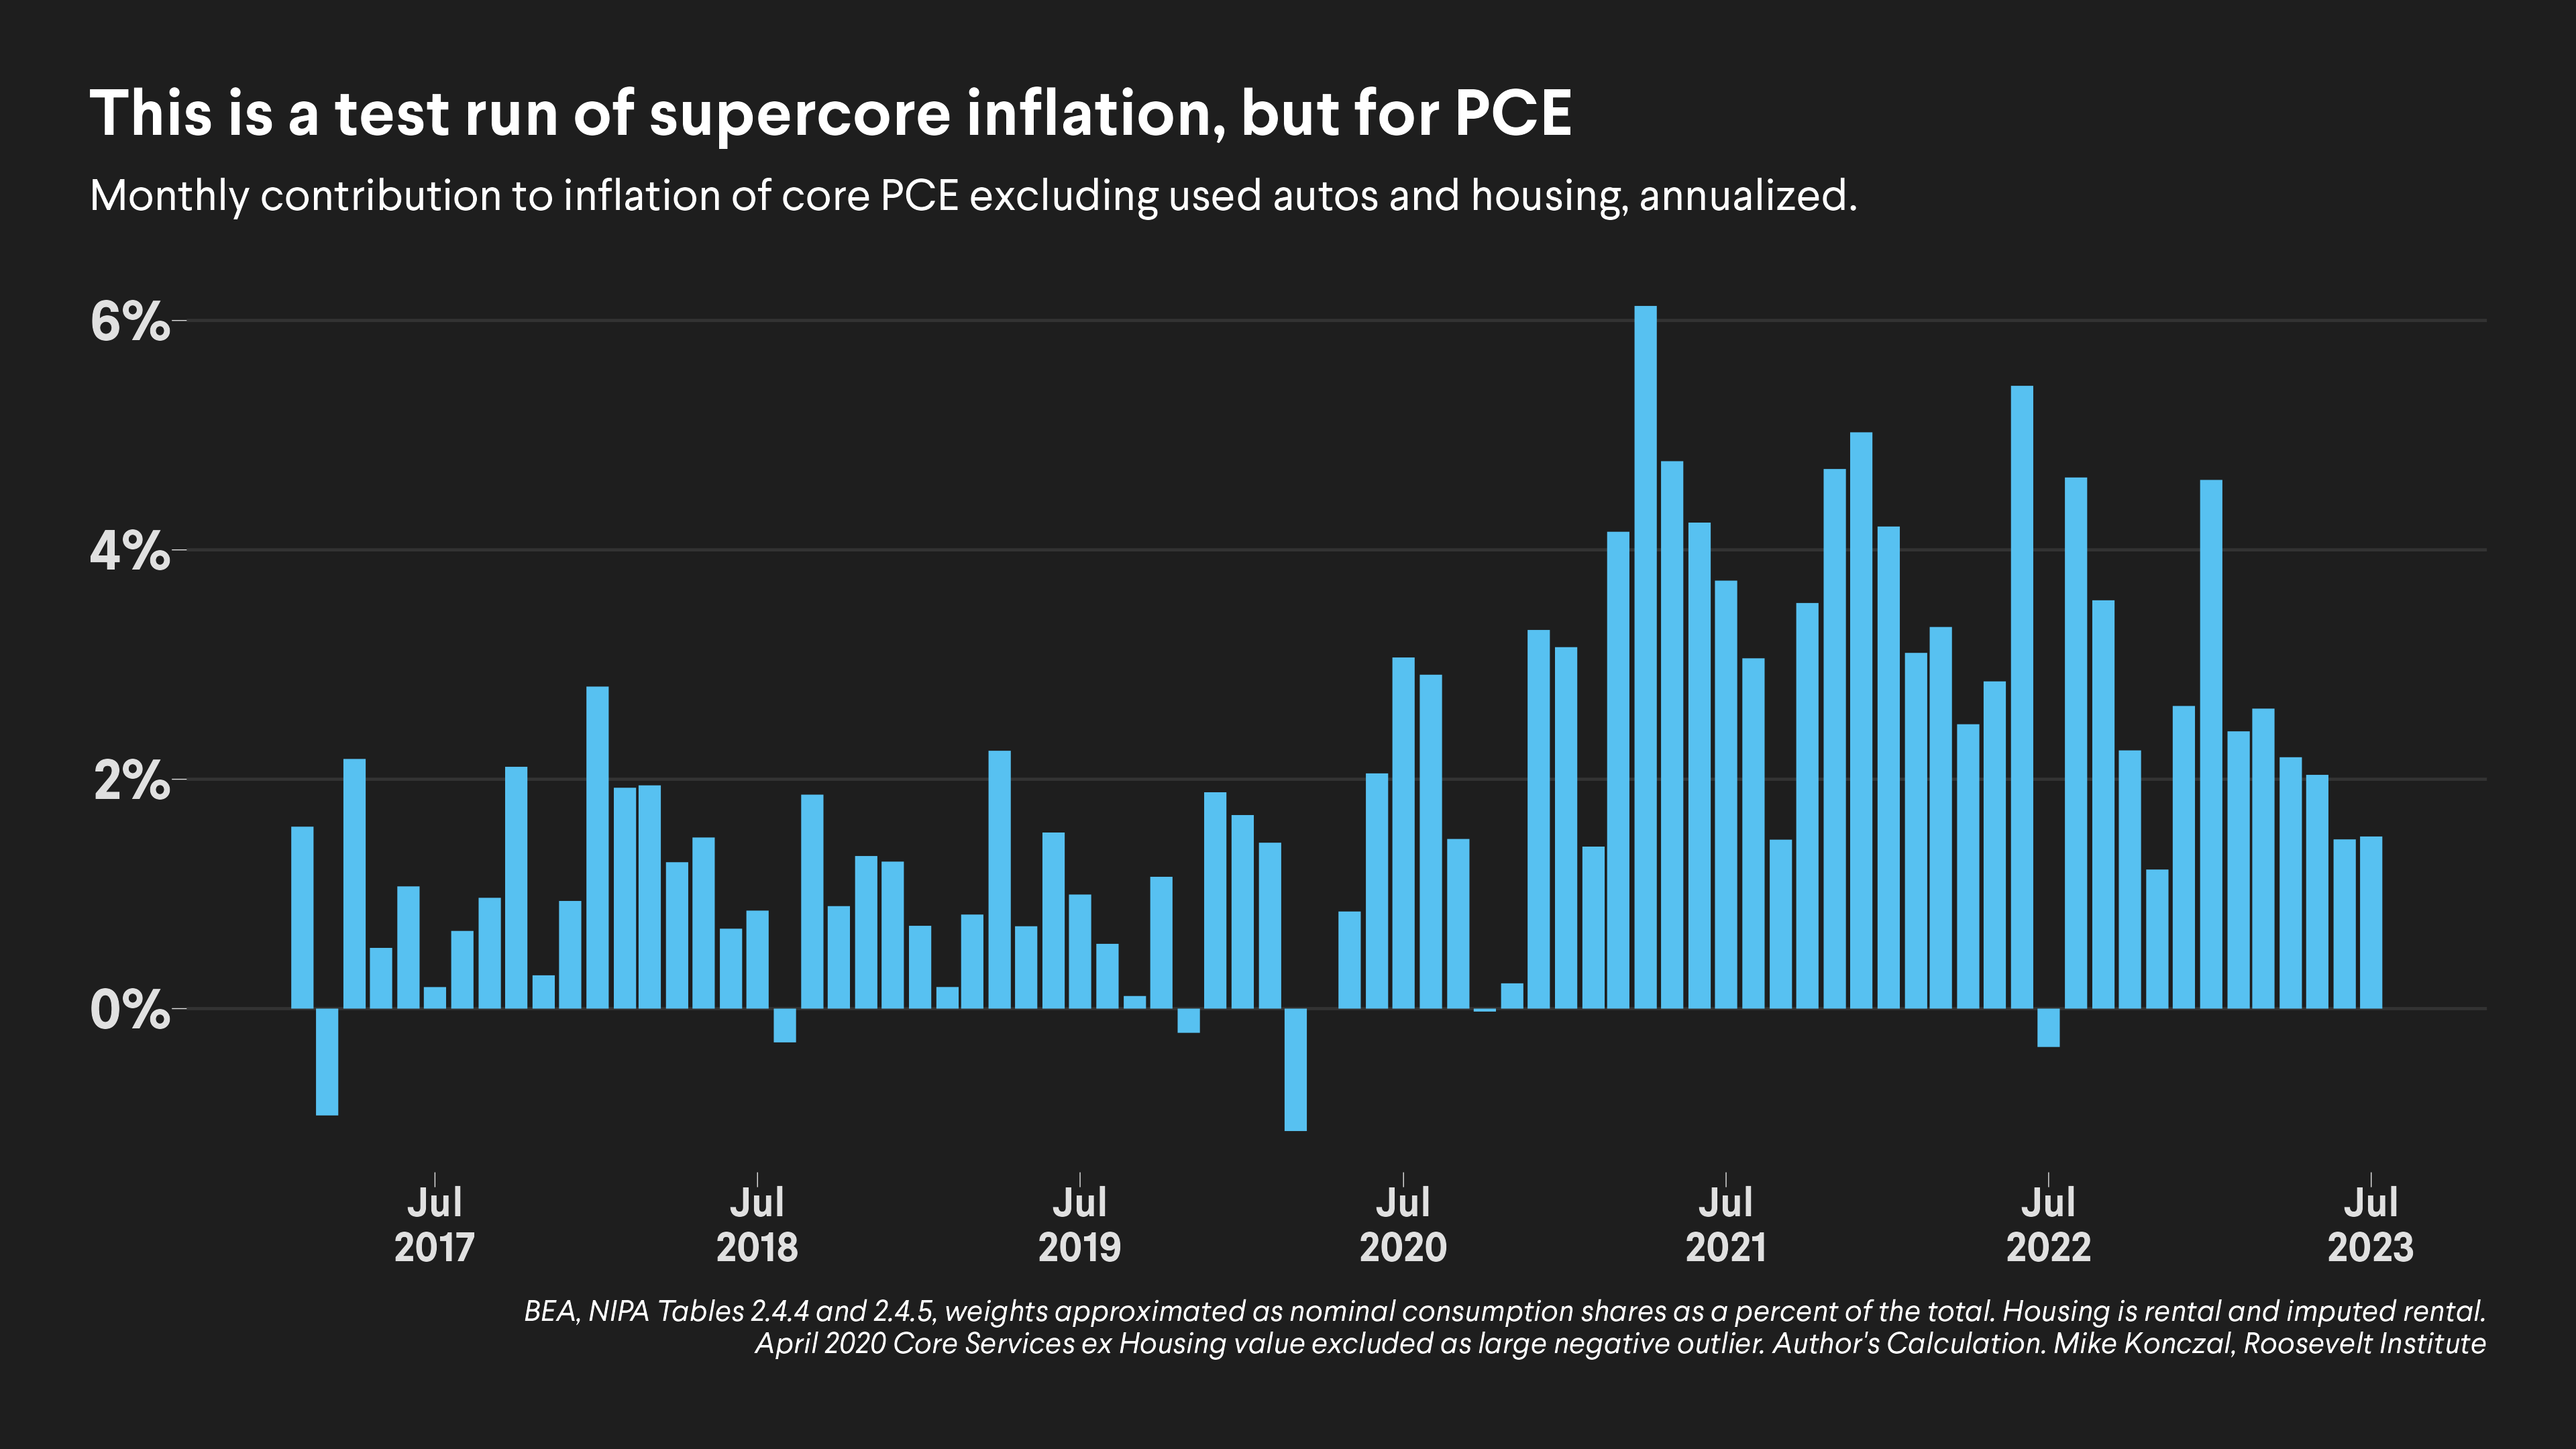 This is a test run of supercore inflation, but for PCE
Monthly contribution to inflation of core PCE excluding used autos and housing, annualized.
6%
4%
2%
0%
Jul Jul Jul Jul Jul Jul Jul
2017 2018 2019 2020 2021 2022 2023
BEA, NIPA Tables 2.4.4 and 2.4.5, weights approximated as nominal consumption shares as a percent of the total. Housing is rental and imputed rental.
April 2020 Core Services ex Housing value excluded as large negative outlier. Author's Calculation. Mike Konczal, Roosevelt Institute